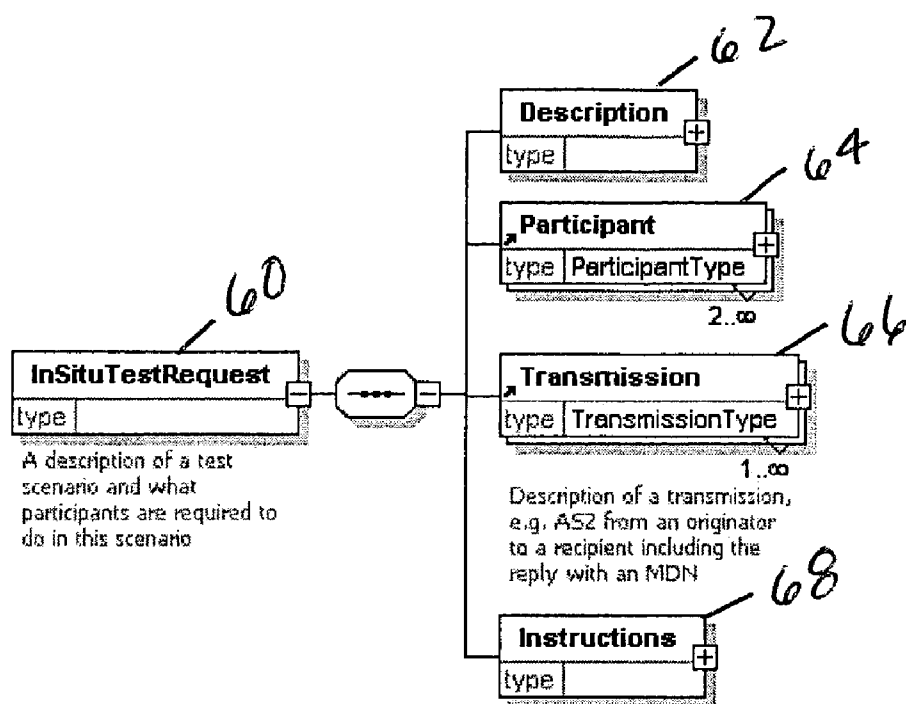 62
Description
type
64
Participant
type ParticipantType
2..∞
60
InSituTestRequest
type
A description of a test
scenario and what
participants are required to
do in this scenario
66
Transmission
type TransmissionType
1..∞
Description of a transmission,
e.g. AS2 from an originator
to a recipient including the
reply with an MDN
68
Instructions
type